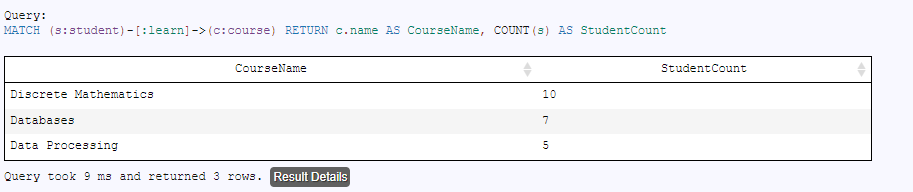 Query:
MATCH (s:student)-[:learn]->(c:course) RETURN c.name AS CourseName, COUNT(s) AS StudentCount
CourseName StudentCount
Discrete Mathematics 10
Databases 7
Data Processing 5
Query took 9 ms and returned 3 rows. Result Details